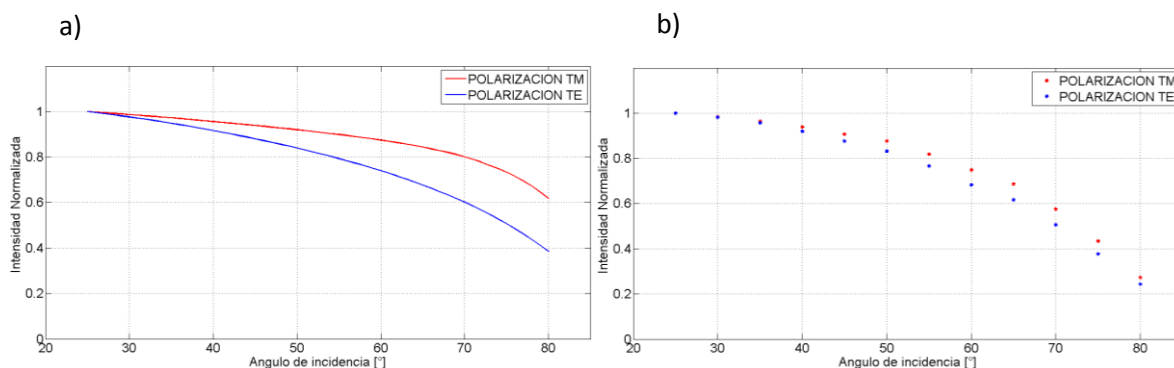 a)
POLARIZACION TM
POLARIZACION TE
Intensidad Normalizada
1
0.8
0.6
0.4
0.2
0
20 30 40 50 60 70 80
Angulo de incidencia [°]
b)
POLARIZACION TM
POLARIZACION TE
Intensidad Normalizada
1
0.8
0.6
0.4
0.2
0
20 30 40 50 60 70 80
Angulo de incidencia [°]